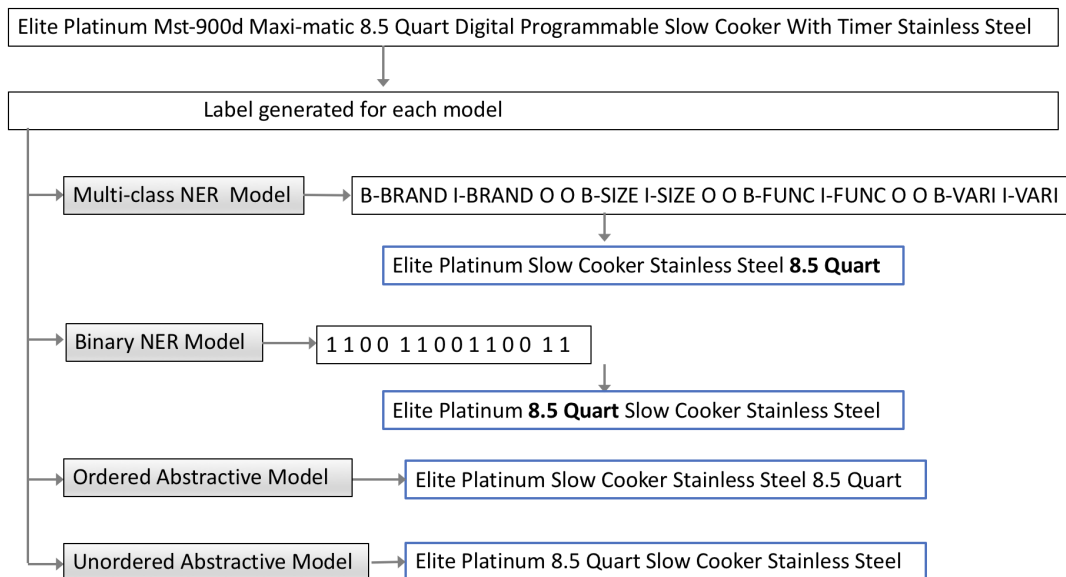 Elite Platinum Mst-900d Maxi-matic 8.5 Quart Digital Programmable Slow Cooker With Timer Stainless Steel
Label generated for each model
Multi-class NER Model
B-BRAND I-BRAND O O B-SIZE I-SIZE O O B-FUNC I-FUNC O O B-VARI I-VARI
Elite Platinum Slow Cooker Stainless Steel 8.5 Quart
Binary NER Model
1 1 0 0 1 1 0 0 1 1 0 0 1 1
Elite Platinum 8.5 Quart Slow Cooker Stainless Steel
Ordered Abstractive Model
Elite Platinum Slow Cooker Stainless Steel 8.5 Quart
Unordered Abstractive Model
Elite Platinum 8.5 Quart Slow Cooker Stainless Steel